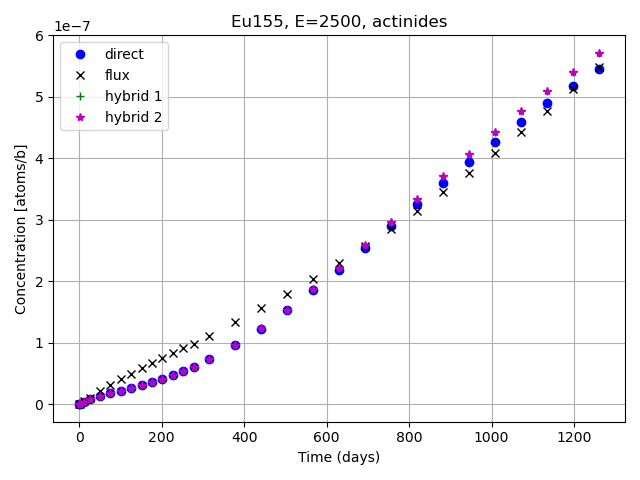 Eu155, E=2500, actinides
1e−7
6
5
4
3
2
1
0
Concentration [atoms/b]
direct
flux
hybrid 1
hybrid 2
0 200 400 600 800 1000 1200
Time (days)